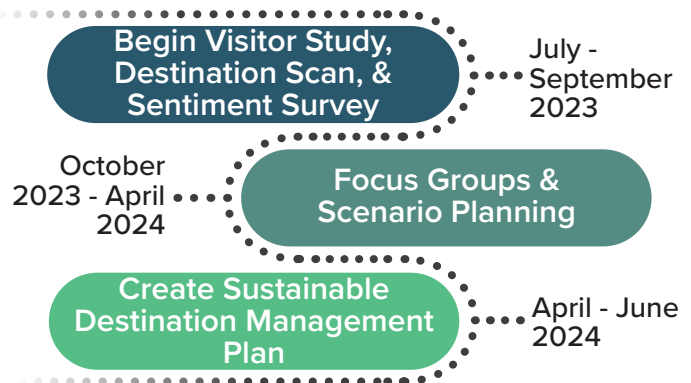 Begin Visitor Study,
Destination Scan, &
Sentiment Survey
July -
September
2023
October
2023 - April
2024
Focus Groups &
Scenario Planning
Create Sustainable
Destination Management
Plan
April - June
2024